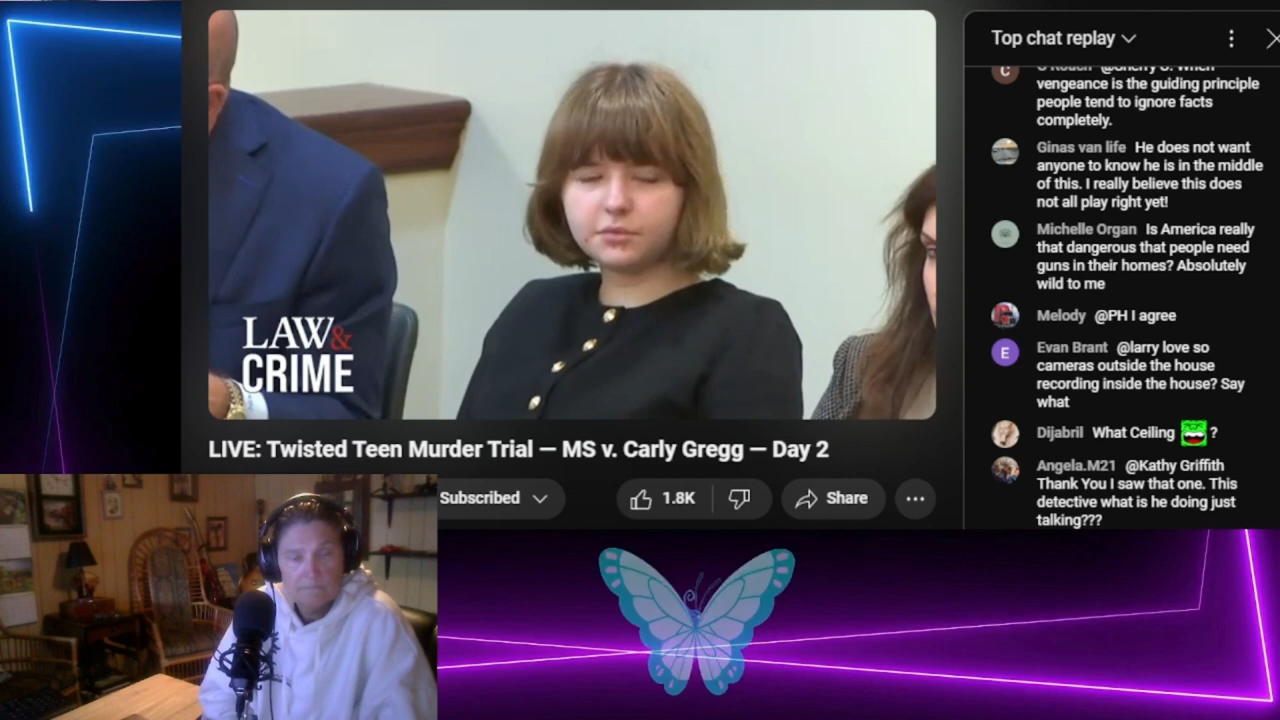 LAW&
CRIME
LIVE: Twisted Teen Murder Trial — MS v. Carly Gregg — Day 2
Subscribed
1.8K
Share
Top chat replay
C
vengeance is the guiding principle
people tend to ignore facts
completely.
Ginas van life He does not want
anyone to know he is in the middle
of this. I really believe this does
not all play right yet!
Michelle Organ Is America really
that dangerous that people need
guns in their homes? Absolutely
wild to me
Melody @PH I agree
E
Evan Brant @larry love so
cameras outside the house
recording inside the house? Say
what
Dijabril What Ceiling ?
Angela.M21 @Kathy Griffith
Thank You I saw that one. This
detective what is he doing just
talking???